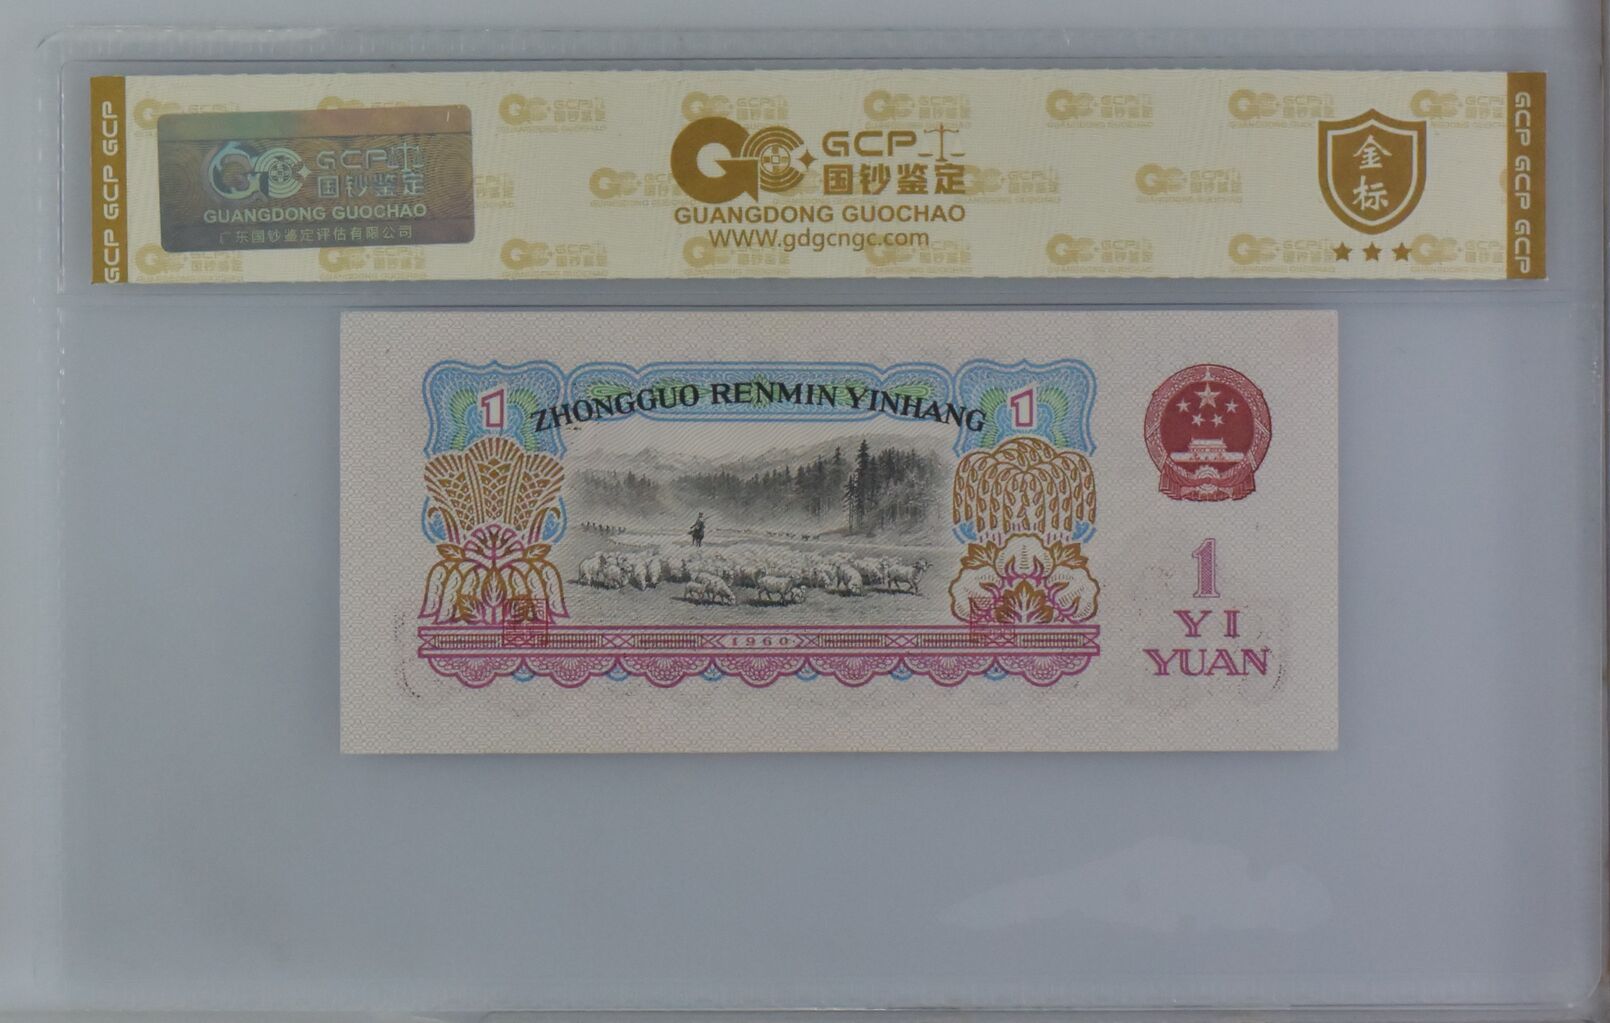 GCP GCP GCP
GCP
国钞鉴定
GUANGDONG GUOCHAO
广东国钞鉴定评估有限公司
GCP
国钞鉴定
GUANGDONG GUOCHAO
WWW.gdgcngc.com
金
标
GCP GCP GCP
1 ZHONGGUO RENMIN YINHANG 1
1960
1
YI
YUAN